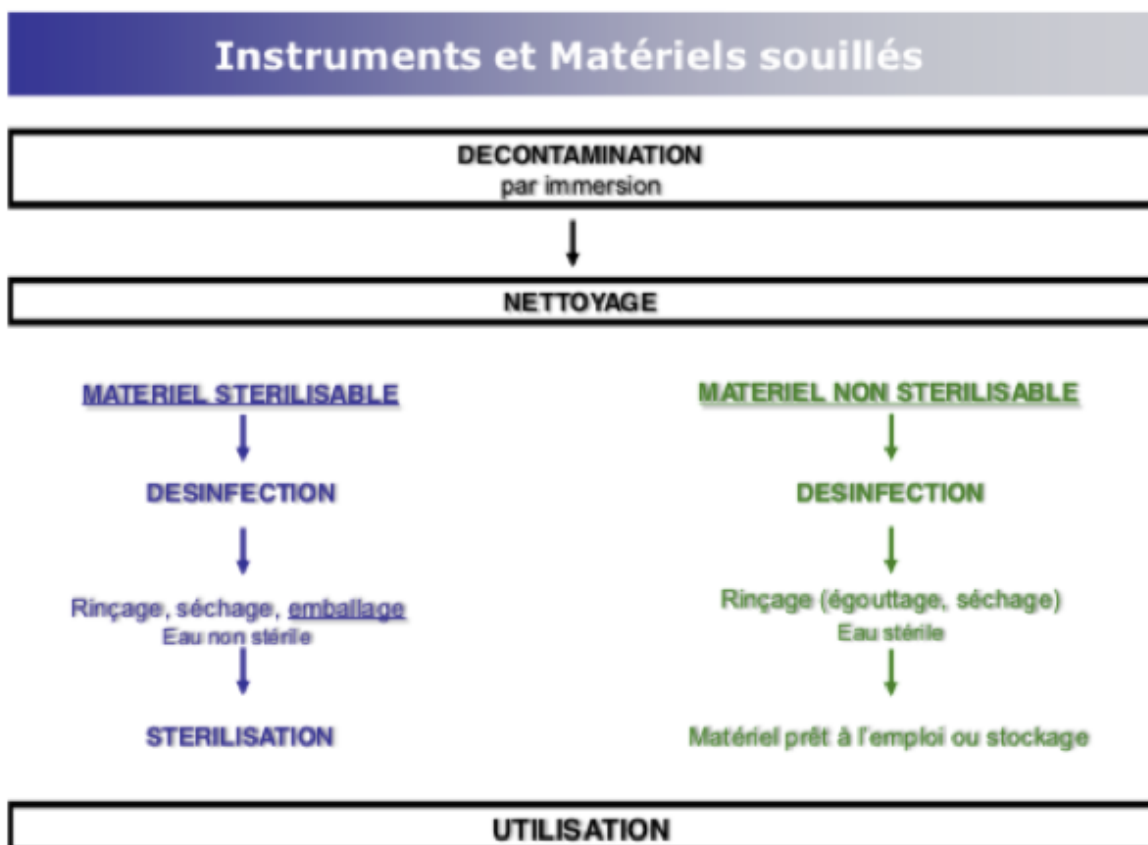 Instruments et Matériels souillés
DECONTAMINATION
par immersion
NETTOYAGE
MATERIEL STERILISABLE
DESINFECTION
Rinçage, séchage, emballage
Eau non stérile
STERILISATION
MATERIEL NON STERILISABLE
DESINFECTION
Rinçage (égouttage, séchage)
Eau stérile
Matériel prêt à l'emploi ou stockage
UTILISATION